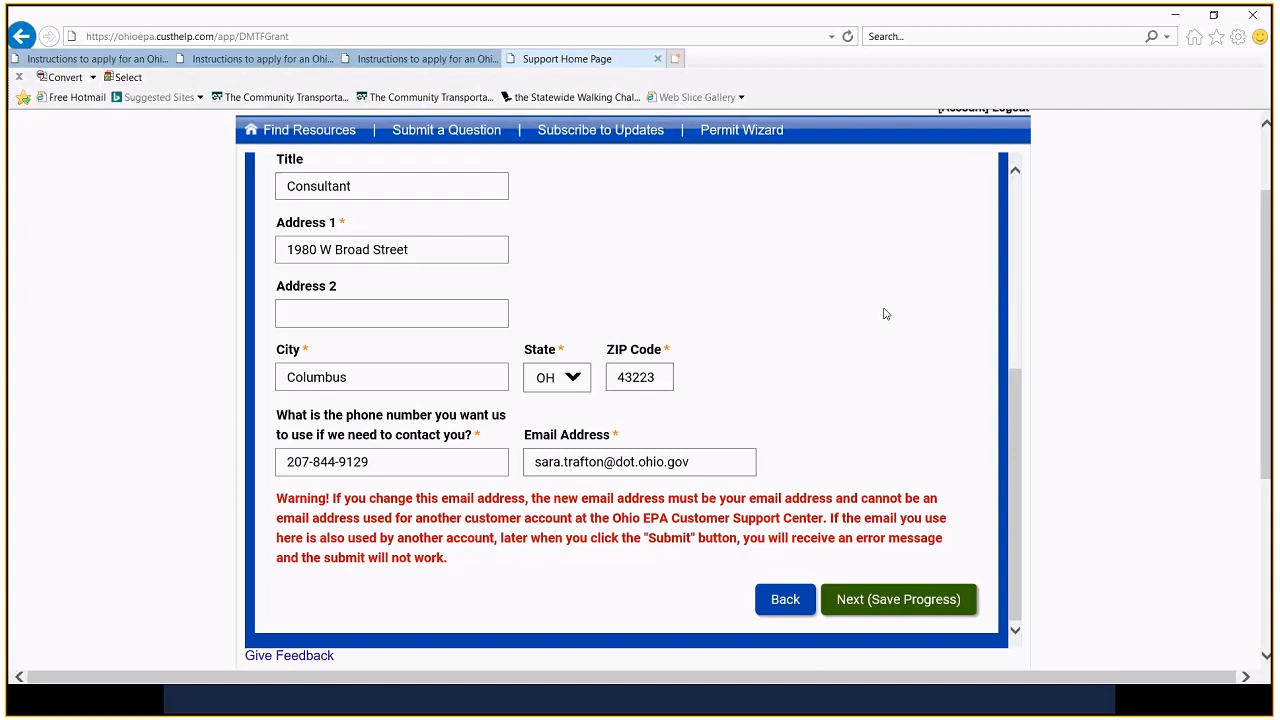 https://ohioepa.custhelp.com/app/DMTFGrant
Search...
Instructions to apply for an Ohi...
Instructions to apply for an Ohi...
Instructions to apply for an Ohi...
Support Home Page
Convert
Select
Free Hotmail
Suggested Sites
The Community Transporta...
The Community Transporta...
the Statewide Walking Chal...
Web Slice Gallery
[Account] Logout
Find Resources | Submit a Question | Subscribe to Updates | Permit Wizard
Title
Consultant
Address 1 *
1980 W Broad Street
Address 2
City * State * ZIP Code *
Columbus OH 43223
What is the phone number you want us
to use if we need to contact you? * Email Address *
207-844-9129 sara.trafton@dot.ohio.gov
Warning! If you change this email address, the new email address must be your email address and cannot be an
email address used for another customer account at the Ohio EPA Customer Support Center. If the email you use
here is also used by another account, later when you click the "Submit" button, you will receive an error message
and the submit will not work.
Back Next (Save Progress)
Give Feedback